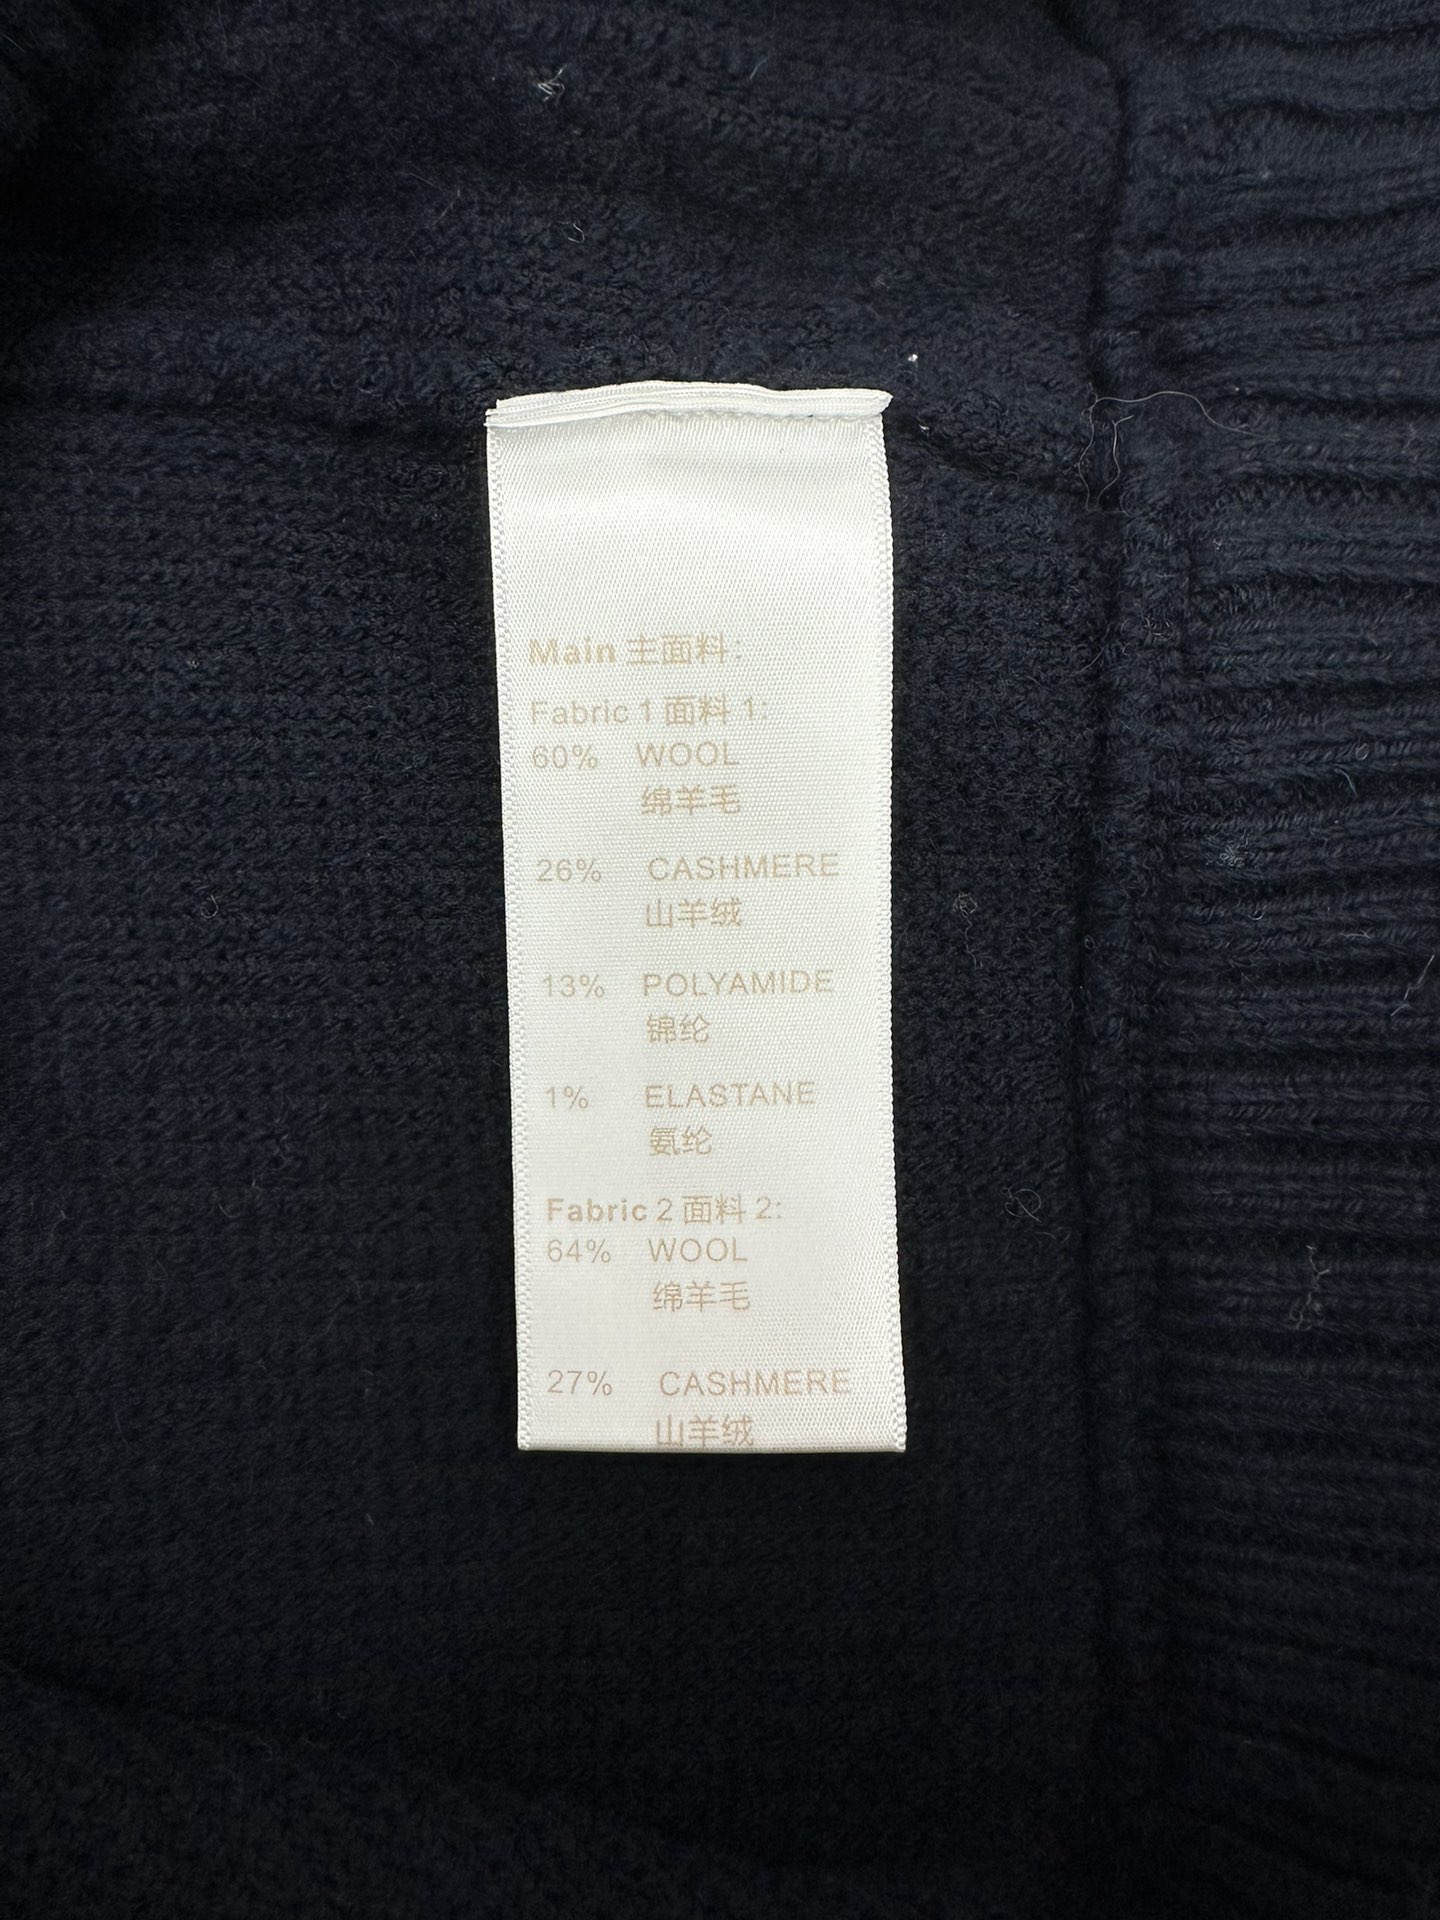 Main 主面料:
Fabric 1 面料 1:
60% WOOL
绵羊毛
26% CASHMERE
山羊绒
13% POLYAMIDE
锦纶
1% ELASTANE
氨纶
Fabric 2 面料 2:
64% WOOL
绵羊毛
27% CASHMERE
山羊绒